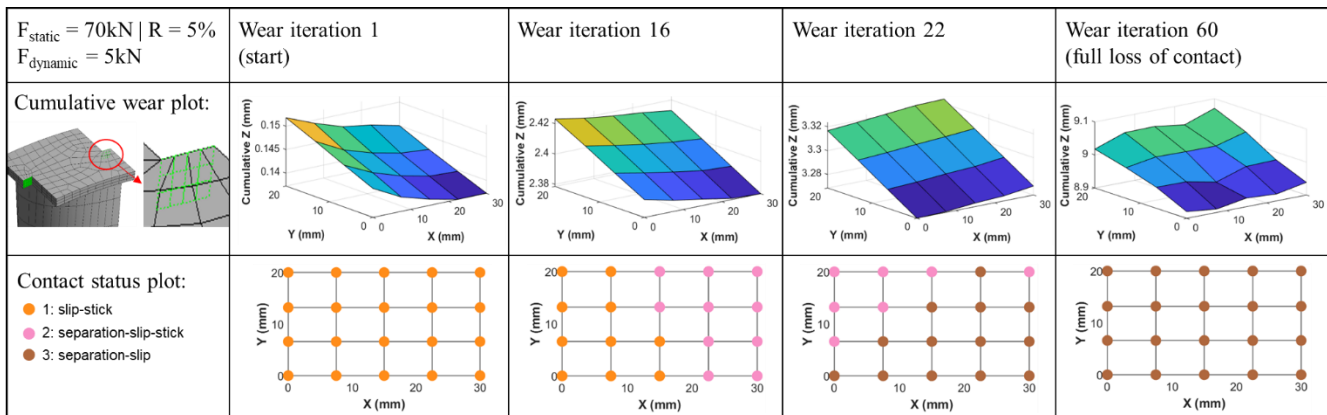 F_static = 70kN | R = 5%
F_dynamic = 5kN
Wear iteration 1
(start)
Wear iteration 16
Wear iteration 22
Wear iteration 60
(full loss of contact)
Cumulative wear plot:
Cumulative Z (mm)
0.15
0.145
0.14
20
10
0
Y (mm)
0
10
20
30
X (mm)
Cumulative Z (mm)
2.42
2.4
2.38
20
10
0
Y (mm)
0
10
20
30
X (mm)
Cumulative Z (mm)
3.32
3.3
3.28
20
10
0
Y (mm)
0
10
20
30
X (mm)
Cumulative Z (mm)
9.1
9
8.9
20
10
0
Y (mm)
0
10
20
30
X (mm)
Contact status plot:
1: slip-stick
2: separation-slip-stick
3: separation-slip
Y (mm)
20
10
0
0
10
20
30
X (mm)
Y (mm)
20
10
0
0
10
20
30
X (mm)
Y (mm)
20
10
0
0
10
20
30
X (mm)
Y (mm)
20
10
0
0
10
20
30
X (mm)